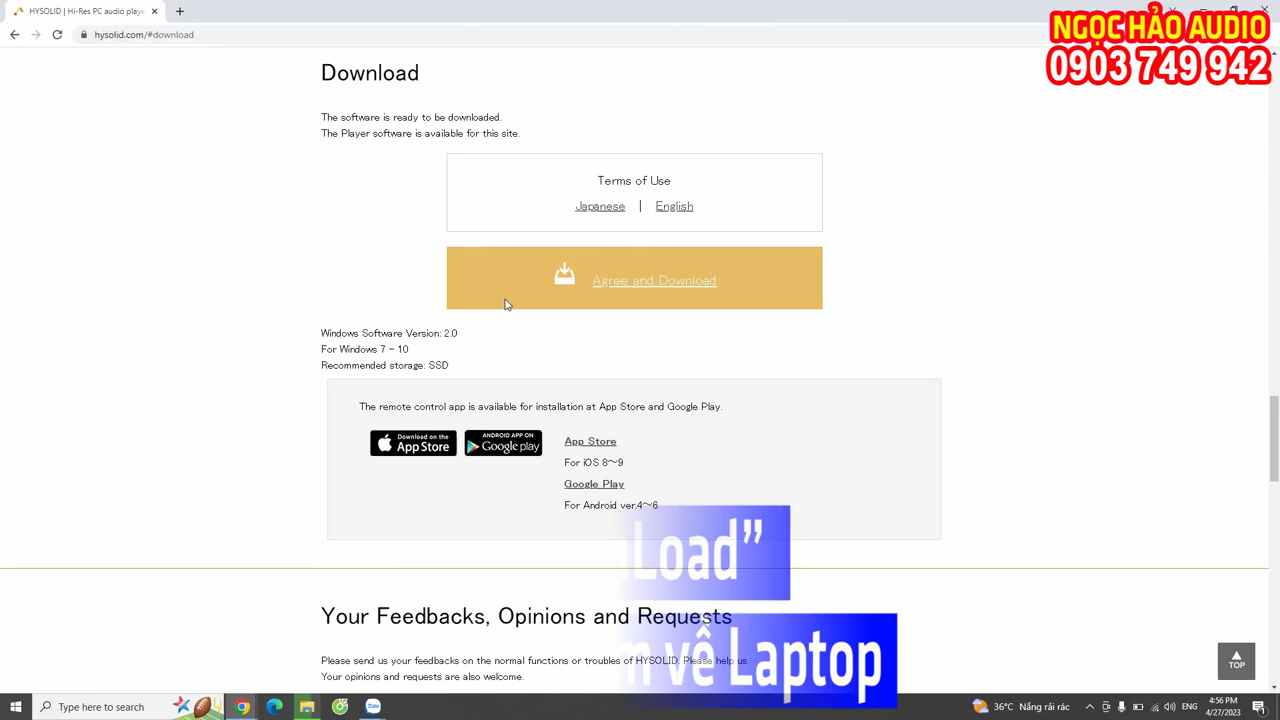 HYSOLID | Hi-Res PC audio playe
NGỌC HẢO AUDIO
0903 749 942
hysolid.com/#download
Download
The software is ready to be downloaded.
The Player software is available for this site.
Terms of Use
Japanese | English
Agree and Download
Windows Software Version: 2.0
For Windows 7 - 10
Recommended storage: SSD
The remote control app is available for installation at App Store and Google Play.
Download on the
App Store
ANDROID APP ON
Google play
App Store
For iOS 8～9
Google Play
For Android ver.4～6
Load”
Your Feedbacks, Opinions and Requests
về Laptop
Please send us your feedbacks on the normal functions or troubles of HYSOLID. Please help us.
Your opinions and requests are also welcome.
TOP
Type here to search
Zalo
36°C Nắng rải rác
4:56 PM
4/27/2023
1